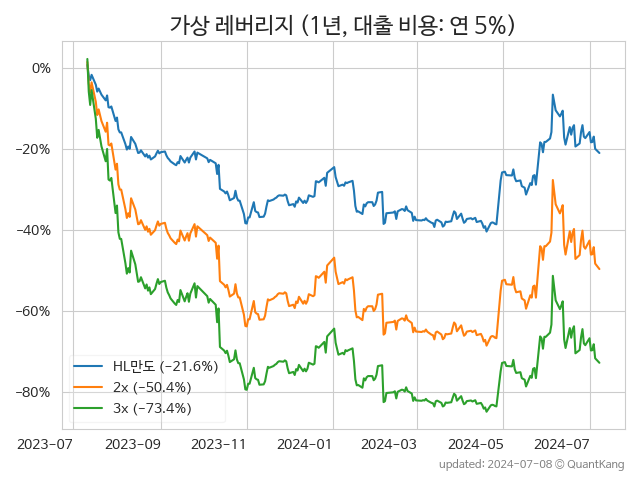 가상 레버리지 (1년, 대출 비용: 연 5%)
0%
−20%
−40%
−60%
−80%
HL만도 (−21.6%)
2x (−50.4%)
3x (−73.4%)
2023-07 2023-09 2023-11 2024-01 2024-03 2024-05 2024-07
updated: 2024-07-08 © QuantKang